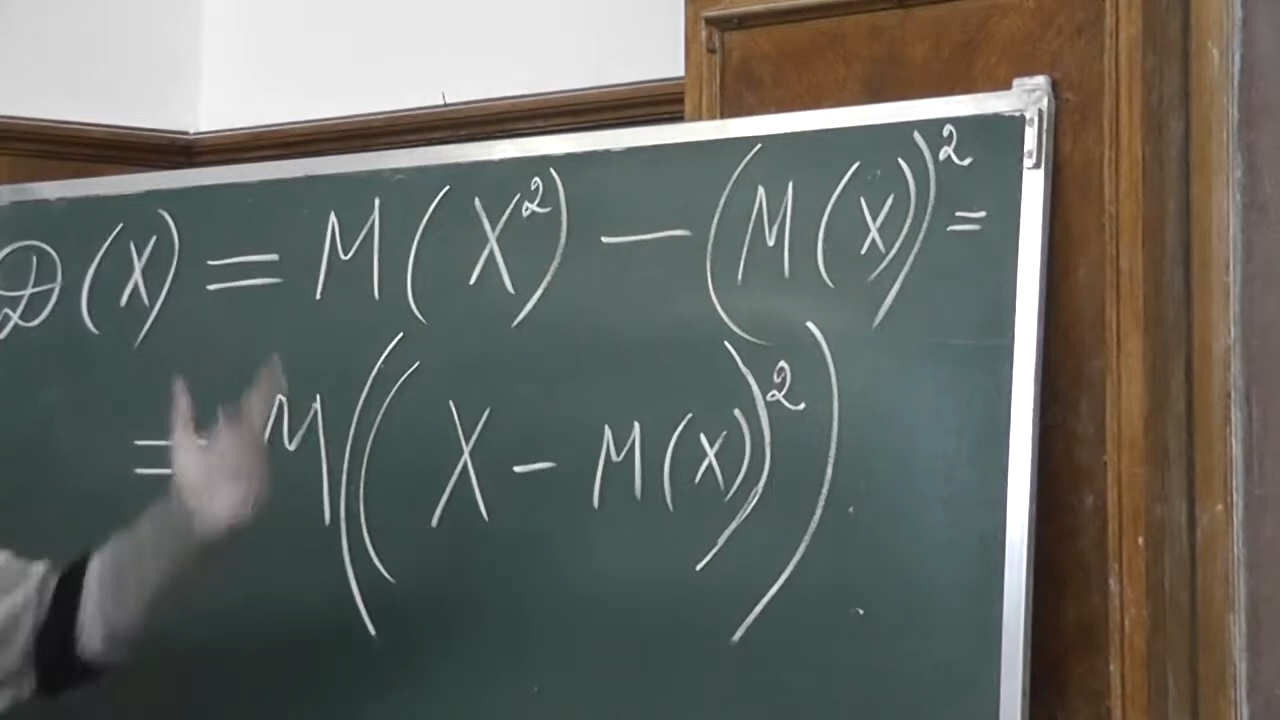 D(X) = M(X²) — (M(X))² =
= M((X - M(X))²)